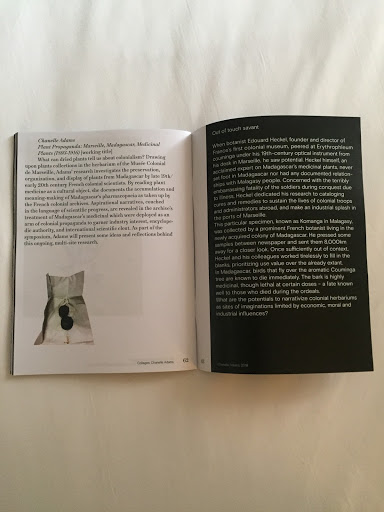 Chanelle Adams
Plant Propaganda: Marseille, Madagascar, Medicinal
Plants (1893-1916) [working title]
What can dried plants tell us about colonialism? Drawing
upon plants collections in the herbarium of the Musée Colonial
de Marseille, Adams' research investigates the preservation,
organization, and display of plants from Madagascar by late 19th/
early 20th century French colonial scientists. By reading plant
medicine as a cultural object, she documents the accumulation and
meaning-making of Madagascar's pharmacopoeia as taken up by
the French colonial archives. Aspirational narratives, couched
in the language of scientific progress, are revealed in the archive's
treatment of Madagascar's medicinal which were deployed as an
arm of colonial propaganda to garner industry interest, encyclope-
dic authority, and international scientific clout. As part of the
symposium, Adams will present some ideas and reflections behind
this ongoing, multi-site research.
Collages: Chanelle Adams
62
Out of touch savant
When botanist Edouard Heckel, founder and director of
France's first colonial museum, peered at Erythrophleum
couminga under his 19th-century optical instrument from
his desk in Marseille, he saw potential. Heckel himself, an
acclaimed expert on Madagascar's medicinal plants, never
set foot in Madagascar nor had any documented relation-
ships with Malagasy people. Concerned with the terribly
embarrassing fatality of the soldiers during conquest due
to illness, Heckel dedicated his research to cataloging
cures and remedies to sustain the lives of colonial troops
and administrators abroad, and make an industrial splash in
the ports of Marseille.
This particular specimen, known as Komanga in Malagasy,
was collected by a prominent French botanist living in the
newly acquired colony of Madagascar. He pressed some
samples between newspaper and sent them 8,000km
away for a closer look. Once sufficiently out of context,
Heckel and his colleagues worked tirelessly to fill in the
blanks, prioritizing use value over the already extant.
In Madagascar, birds that fly over the aromatic Couminga
tree are known to die immediately. The bark is highly
medicinal, though lethal at certain doses – a fate known
well to those who died during the ordeals.
What are the potentials to narrativize colonial herbariums
as sites of imaginations limited by economic, moral and
industrial influences?